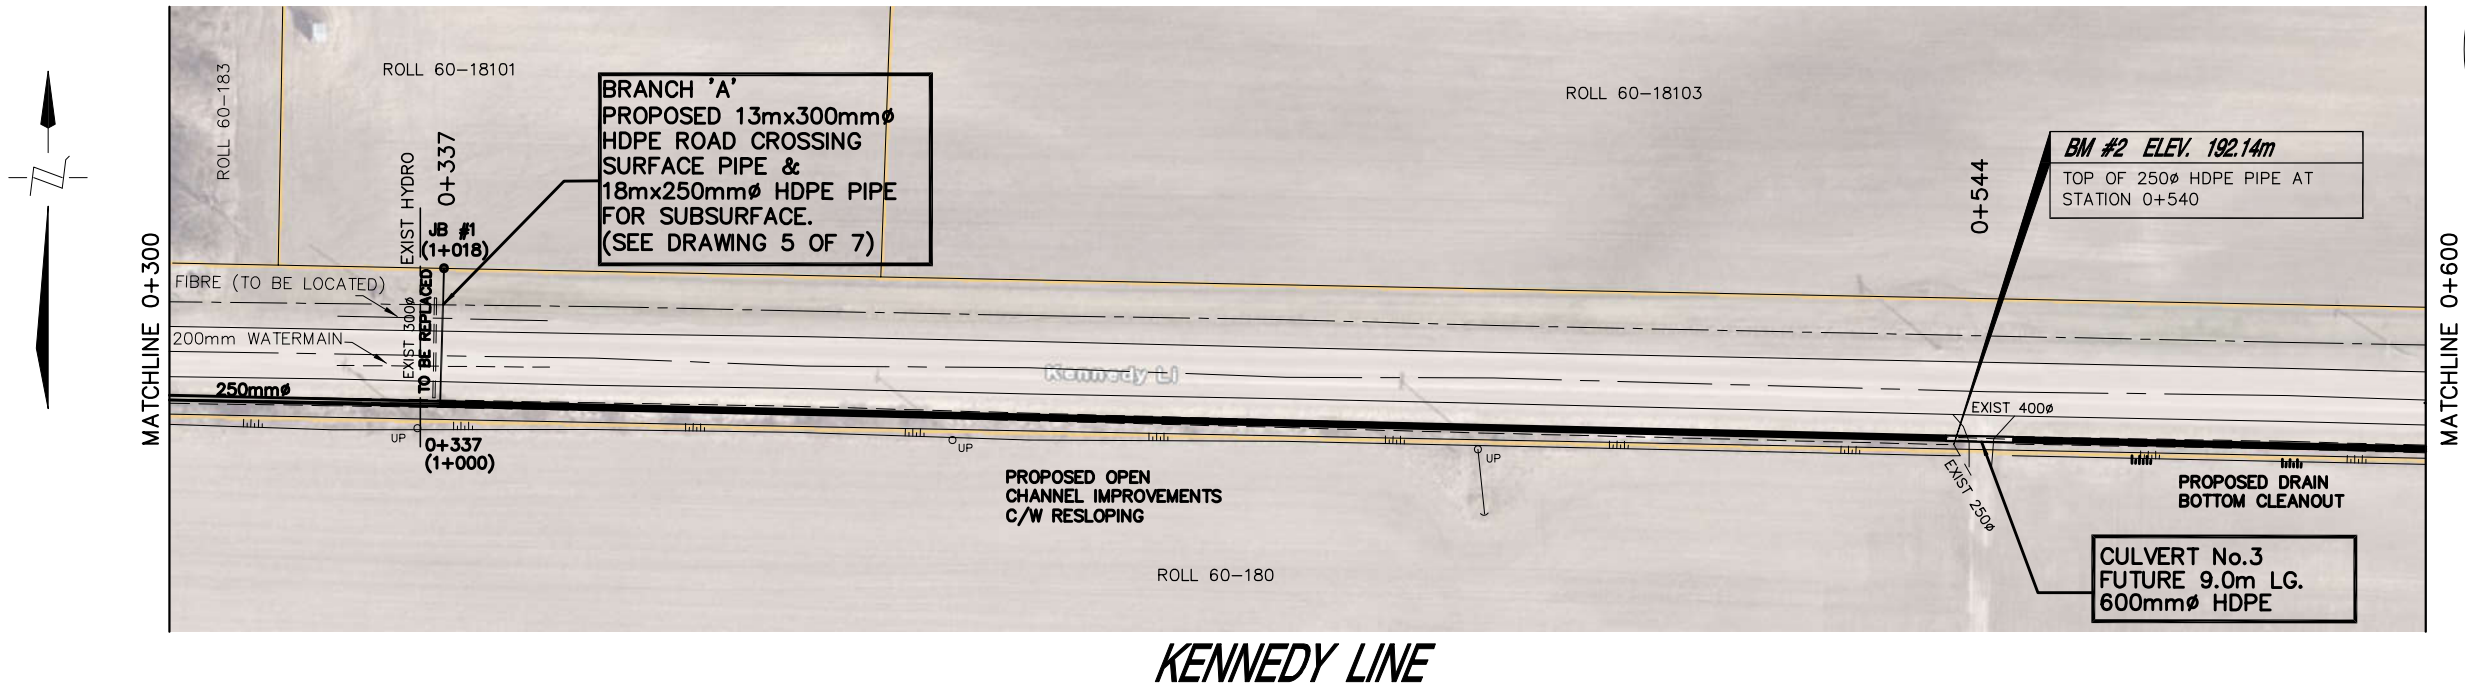 ROLL 60-183
ROLL 60-18101
BRANCH 'A'
PROPOSED 13mx300mmø
HDPE ROAD CROSSING
SURFACE PIPE &
18mx250mmø HDPE PIPE
FOR SUBSURFACE.
(SEE DRAWING 5 OF 7)
ROLL 60-18103
BM #2 ELEV. 192.14m
TOP OF 250ø HDPE PIPE AT
STATION 0+540
0+544
EXIST HYDRO
0+337
JB #1
(1+018)
MATCHLINE 0+300
FIBRE (TO BE LOCATED)
EXIST 300ø
TO BE REPLACED
200mm WATERMAIN
250mmø
Kennedy Li
EXIST 400ø
MATCHLINE 0+600
UP
0+337
(1+000)
UP
UP
EXIST 250ø
PROPOSED OPEN
CHANNEL IMPROVEMENTS
C/W RESLOPING
PROPOSED DRAIN
BOTTOM CLEANOUT
ROLL 60-180
CULVERT No.3
FUTURE 9.0m LG.
600mmø HDPE
KENNEDY LINE